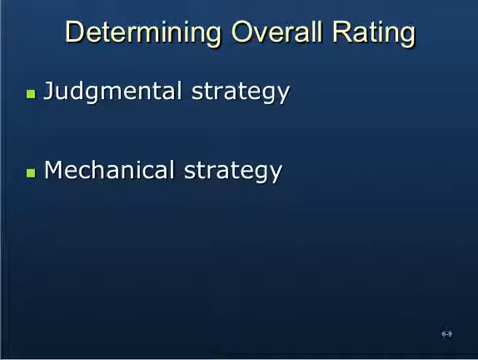 Determining Overall Rating
Judgmental strategy
Mechanical strategy
6-9